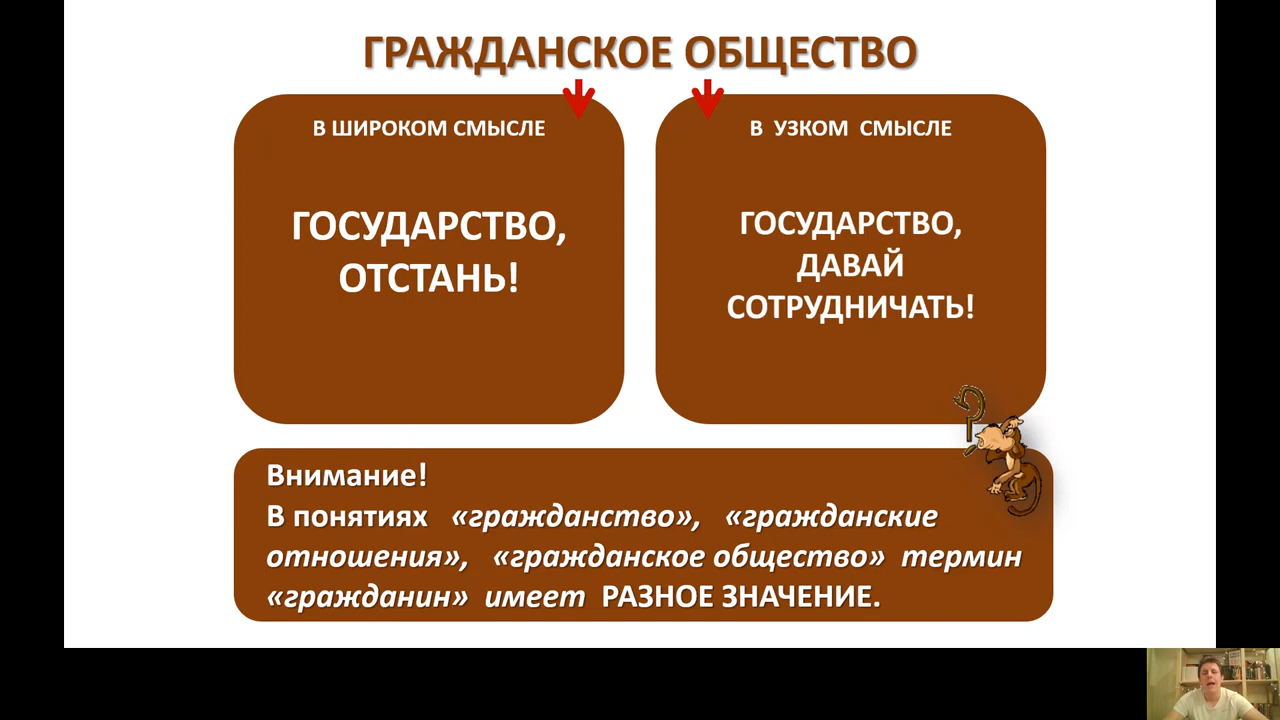 ГРАЖДАНСКОЕ ОБЩЕСТВО
В ШИРОКОМ СМЫСЛЕ
ГОСУДАРСТВО,
ОТСТАНЬ!
В УЗКОМ СМЫСЛЕ
ГОСУДАРСТВО,
ДАВАЙ
СОТРУДНИЧАТЬ!
Внимание!
В понятиях «гражданство», «гражданские
отношения», «гражданское общество» термин
«гражданин» имеет РАЗНОЕ ЗНАЧЕНИЕ.